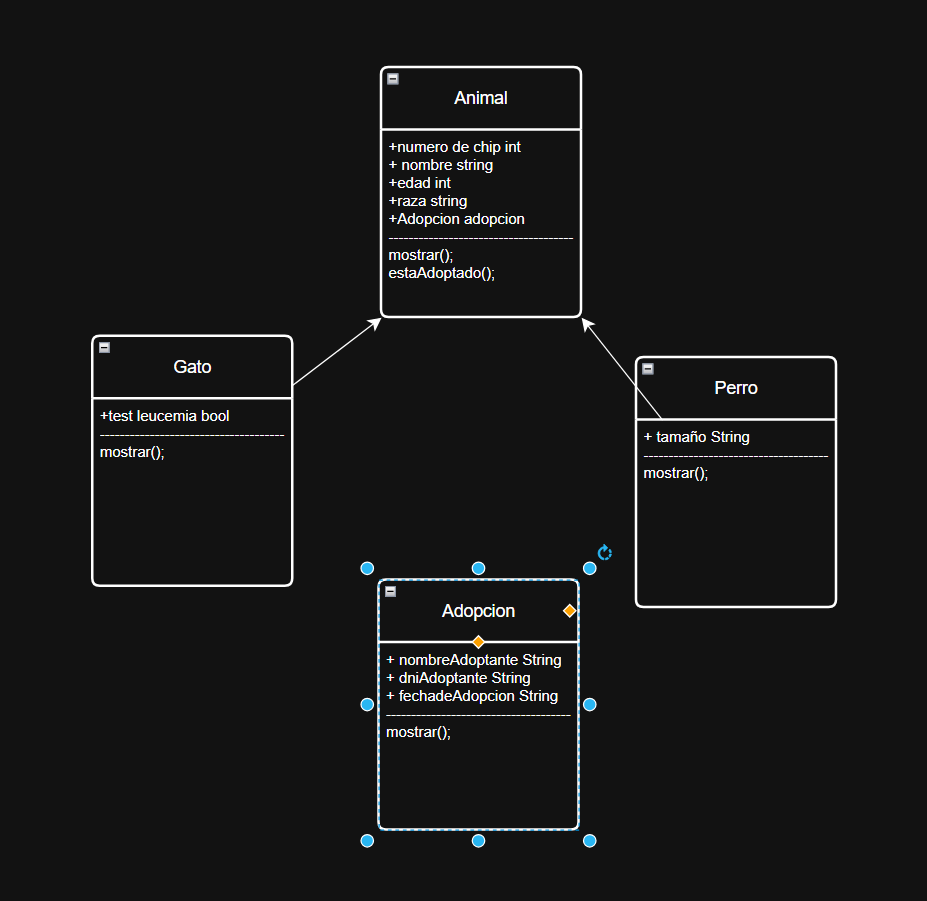 Animal
+numero de chip int
+ nombre string
+edad int
+raza string
+Adopcion adopcion
-------------------------------------
mostrar();
estaAdoptado();
Gato
+test leucemia bool
-------------------------------------
mostrar();
Perro
+ tamaño String
-------------------------------------
mostrar();
Adopcion
+ nombreAdoptante String
+ dniAdoptante String
+ fechadeAdopcion String
-------------------------------------
mostrar();